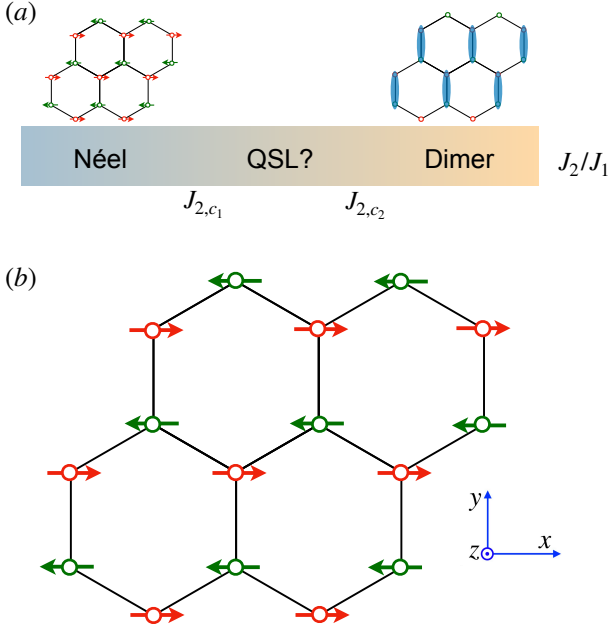 (a)
Néel QSL? Dimer J₂/J₁
J₂,c₁ J₂,c₂
(b)
y
z x